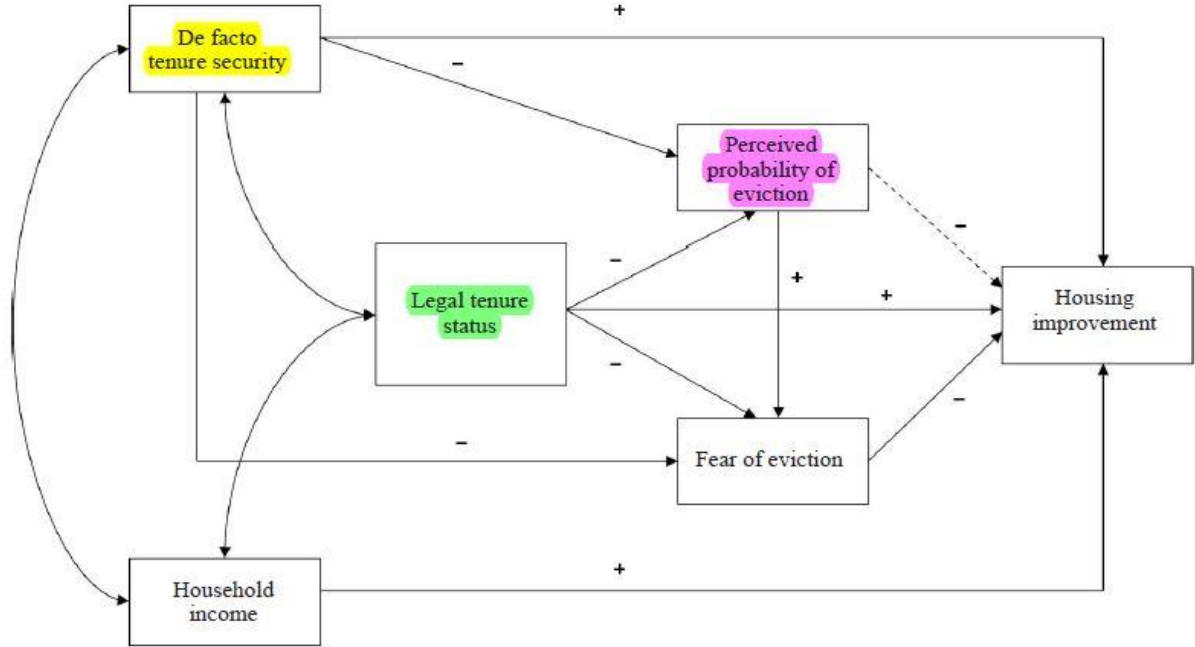 +
De facto
tenure security
−
Perceived
probability of
eviction
−
−
+
+
Legal tenure
status
Housing
improvement
−
−
−
Fear of eviction
+
Household
income